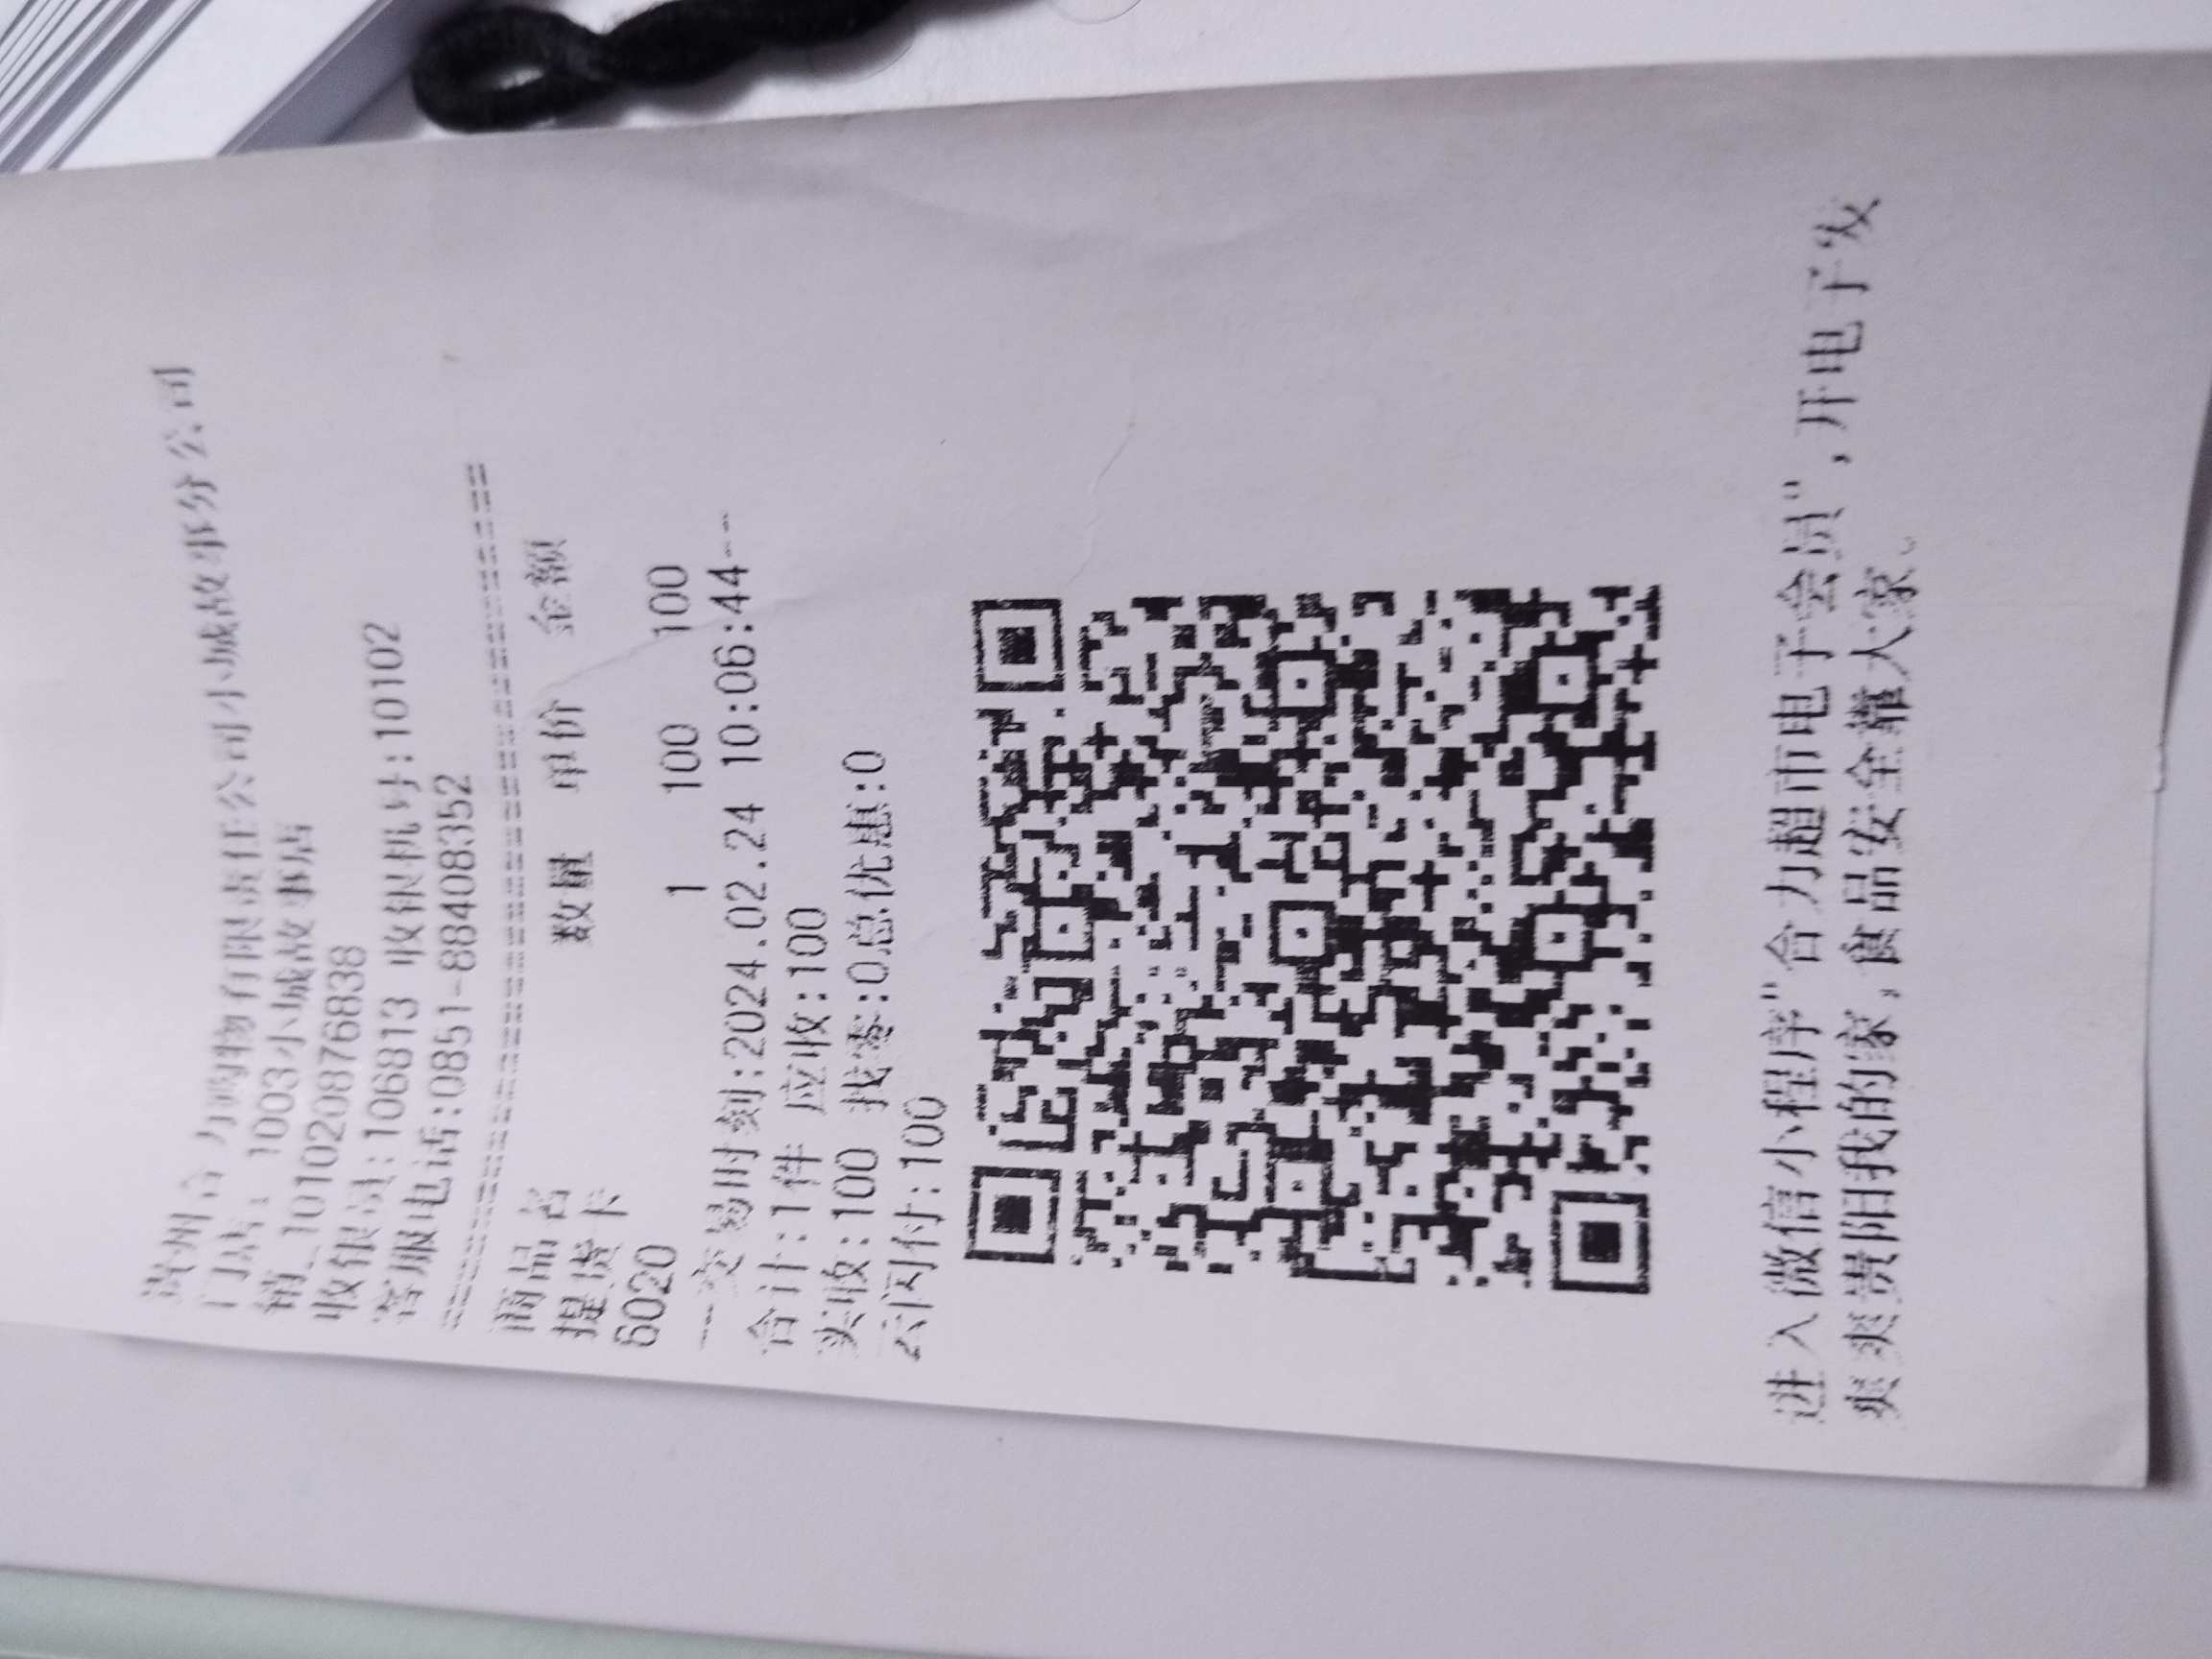 贵州合力购物有限责任公司小城故事分公司
门店: 1003小城故事店
销_1010208768​38
收银员:106813 收银机号:10102
客服电话:0851-88408352
商品名 数量 单价 金额
提货卡
6020 1 100 100
---交易时刻:2024.02.24 10:06:44--
合计:1件 应收:100
实收:100 找零:0总优惠:0
云闪付:100
进入微信小程序"合力超市电子会员",开电子发
爽爽贵阳我的家,食品安全靠大家。